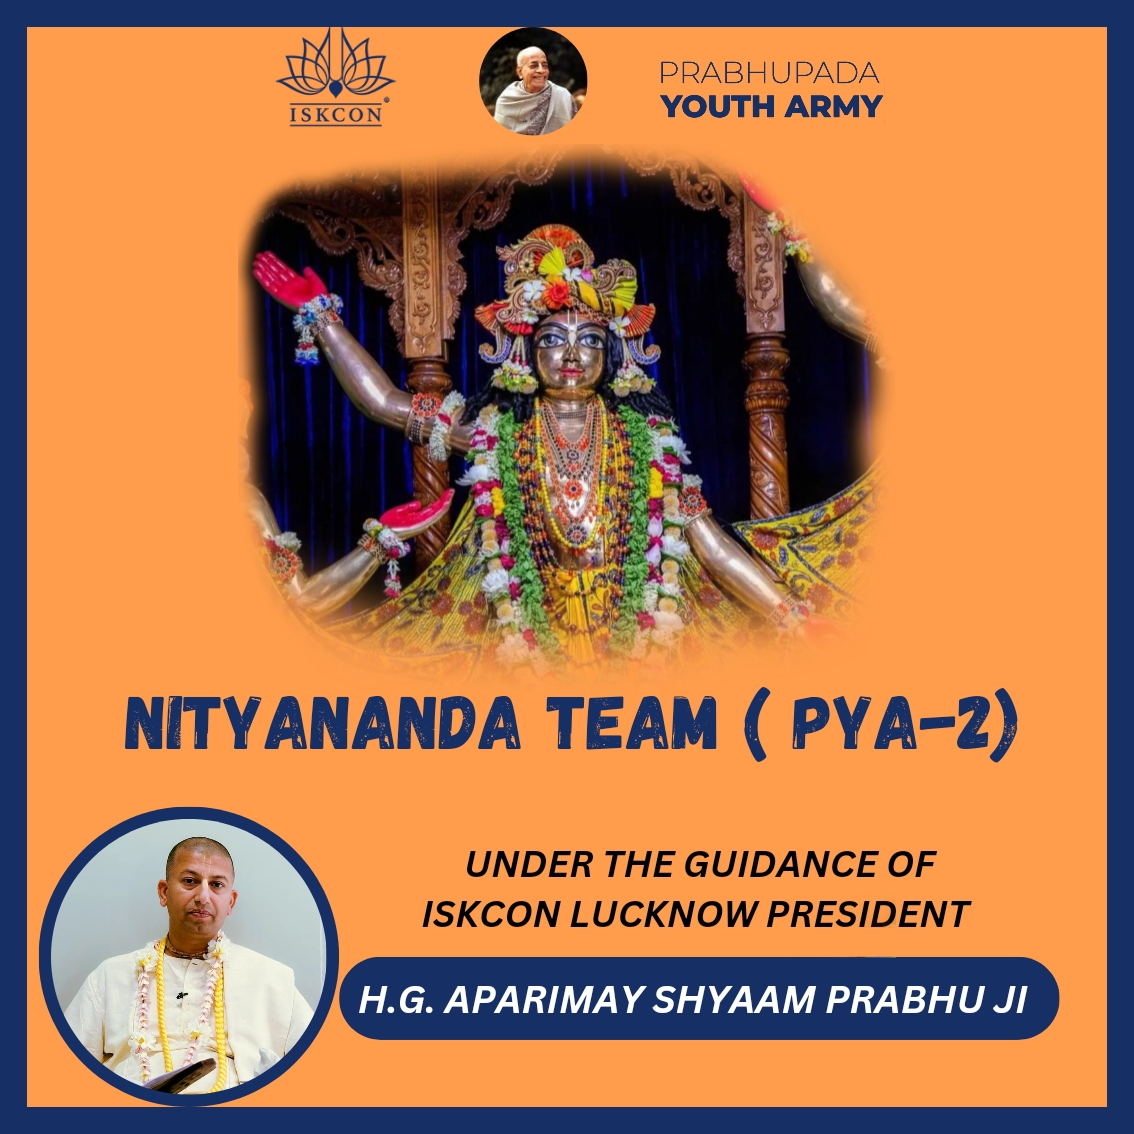 ISKCON®
PRABHUPADA
YOUTH ARMY
NITYANANDA TEAM ( PYA-2)
UNDER THE GUIDANCE OF
ISKCON LUCKNOW PRESIDENT
H.G. APARIMAY SHYAAM PRABHU JI